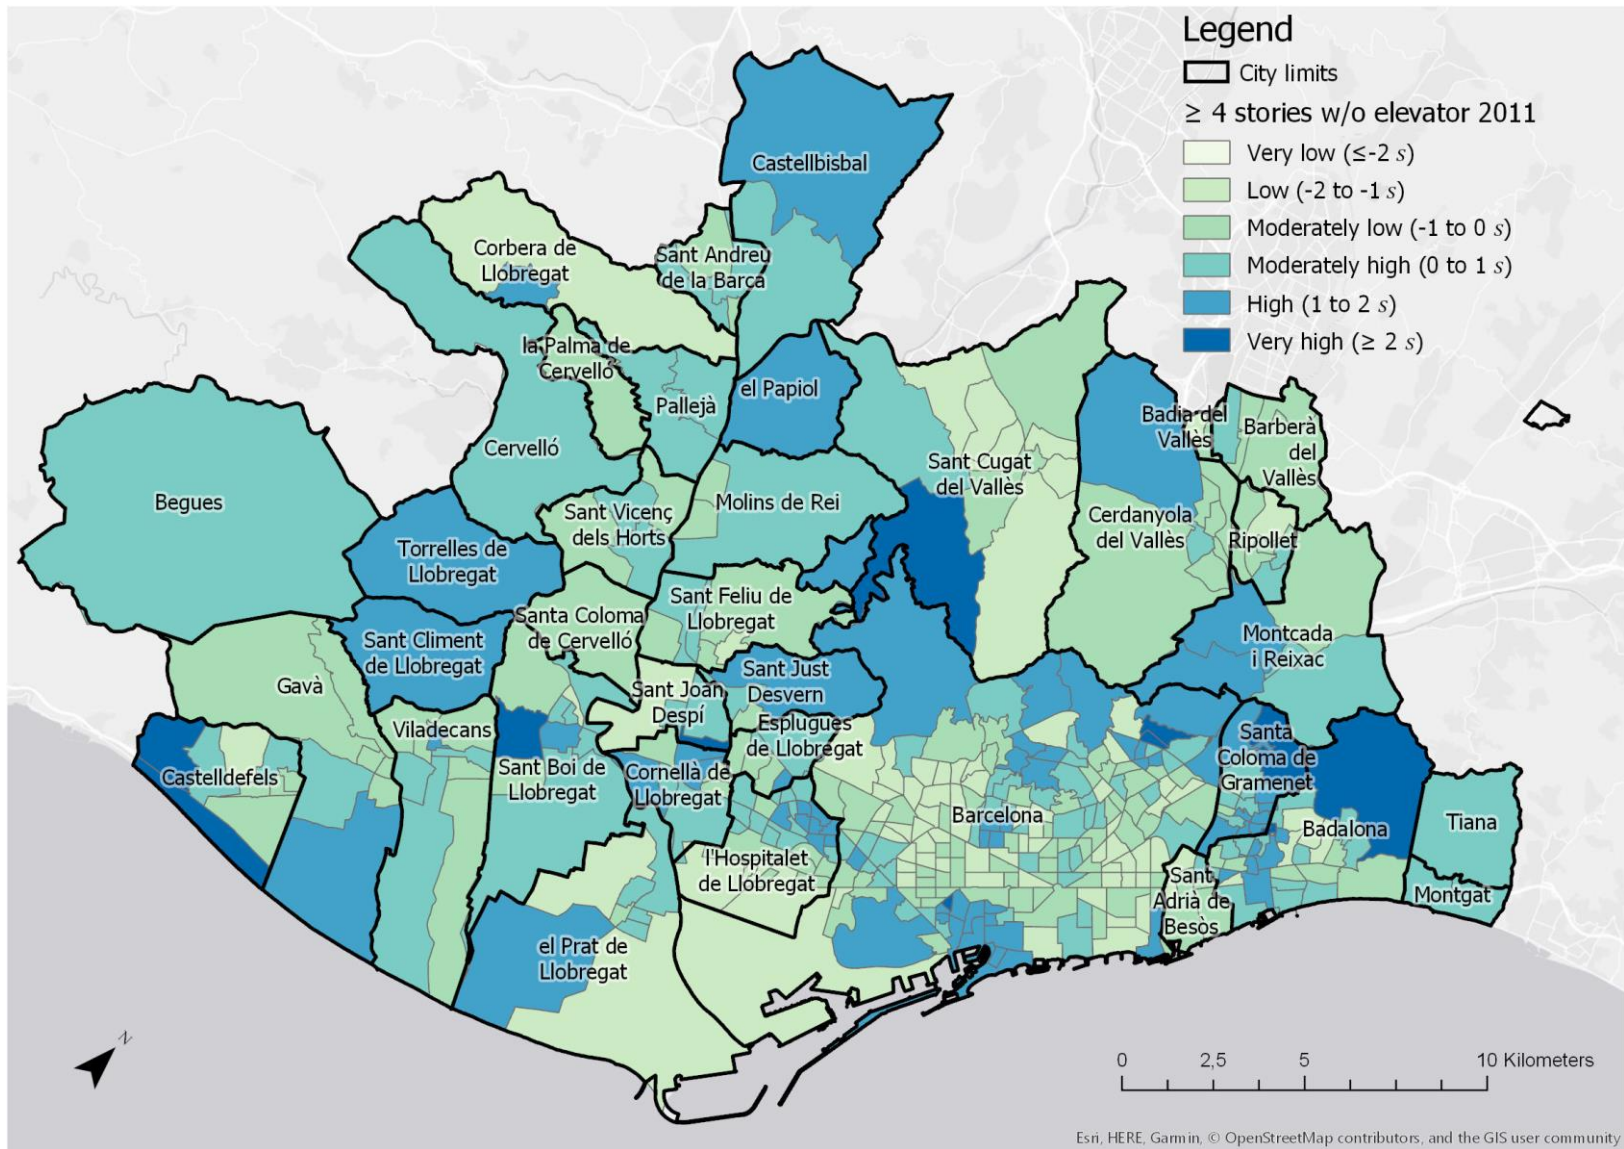 Legend
City limits
≥ 4 stories w/o elevator 2011
Very low (≤-2 s)
Low (-2 to -1 s)
Moderately low (-1 to 0 s)
Moderately high (0 to 1 s)
High (1 to 2 s)
Very high (≥ 2 s)
Castellbisbal
Corbera de
Llobregat
Sant Andreu
de la Barca
la Palma de
Cervelló
Pallejà
el Papiol
Badia del
Vallès
Barberà
del
Vallès
Cervelló
Sant Cugat
del Vallès
Begues
Molins de Rei
Sant Vicenç
dels Horts
Cerdanyola
del Vallès
Ripollet
Torrelles de
Llobregat
Sant Feliu de
Llobregat
Santa Coloma
de Cervelló
Sant Climent
de Llobregat
Montcada
i Reixac
Gavà
Sant Just
Desvern
Sant Joan
Despí
Viladecans
Esplugues
de Llobregat
Santa
Coloma de
Gramenet
Castelldefels
Sant Boi de
Llobregat
Cornellà de
Llobregat
Barcelona
Badalona
Tiana
l'Hospitalet
de Llobregat
Sant
Adrià de
Besòs
Montgat
el Prat de
Llobregat
N
0 2,5 5 10 Kilometers
Esri, HERE, Garmin, © OpenStreetMap contributors, and the GIS user community